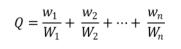 Q = w₁/W₁ + w₂/W₂ + ⋯ + wₙ/Wₙ